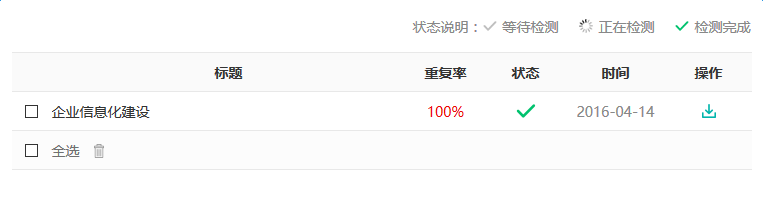 状态说明： 等待检测 正在检测 检测完成
标题 重复率 状态 时间 操作
企业信息化建设 100% 2016-04-14
全选